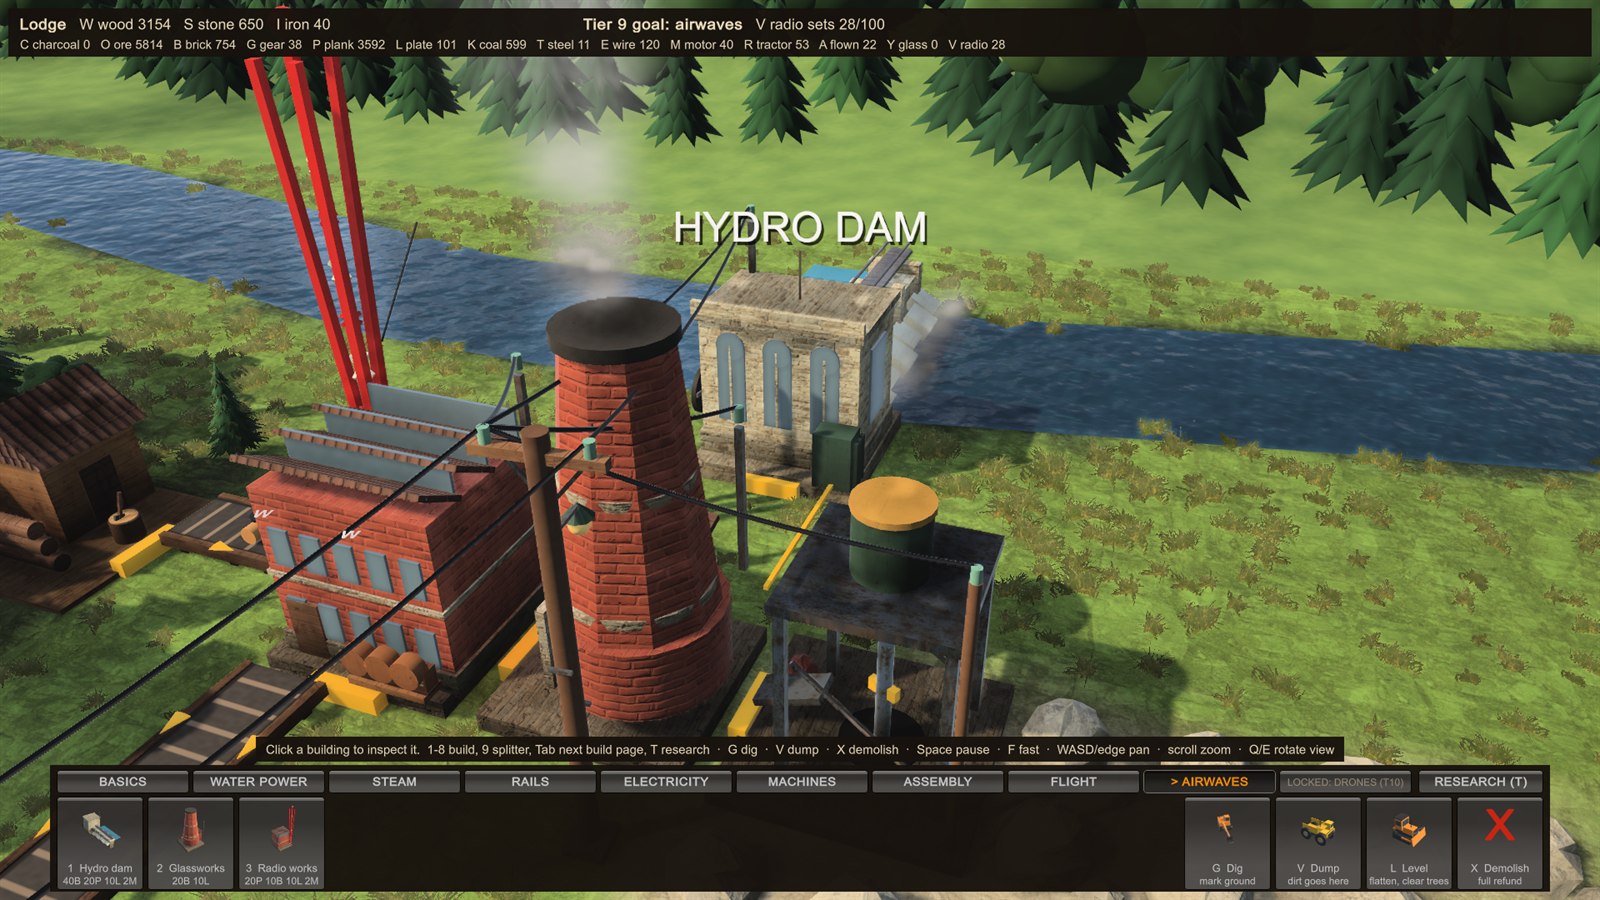 Lodge W wood 3154 S stone 650 I iron 40
Tier 9 goal: airwaves V radio sets 28/100
C charcoal 0 O ore 5814 B brick 754 G gear 38 P plank 3592 L plate 101 K coal 599 T steel 11 E wire 120 M motor 40 R tractor 53 A flown 22 Y glass 0 V radio 28
HYDRO DAM
W
W
Click a building to inspect it. 1-8 build, 9 splitter, Tab next build page, T research · G dig · V dump · X demolish · Space pause · F fast · WASD/edge pan · scroll zoom · Q/E rotate view
BASICS WATER POWER STEAM RAILS ELECTRICITY MACHINES ASSEMBLY FLIGHT > AIRWAVES LOCKED: DRONES (T10) RESEARCH (T)
1 Hydro dam
40B 20P 10L 2M
2 Glassworks
20B 10L
3 Radio works
20P 10B 10L 2M
G Dig
mark ground
V Dump
dirt goes here
L Level
flatten, clear trees
X Demolish
full refund